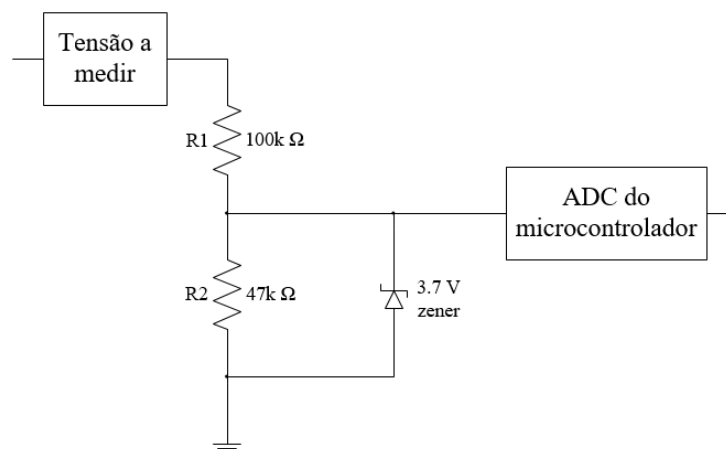 Tensão a
medir
R1
100k Ω
ADC do
microcontrolador
R2
47k Ω
3.7 V
zener